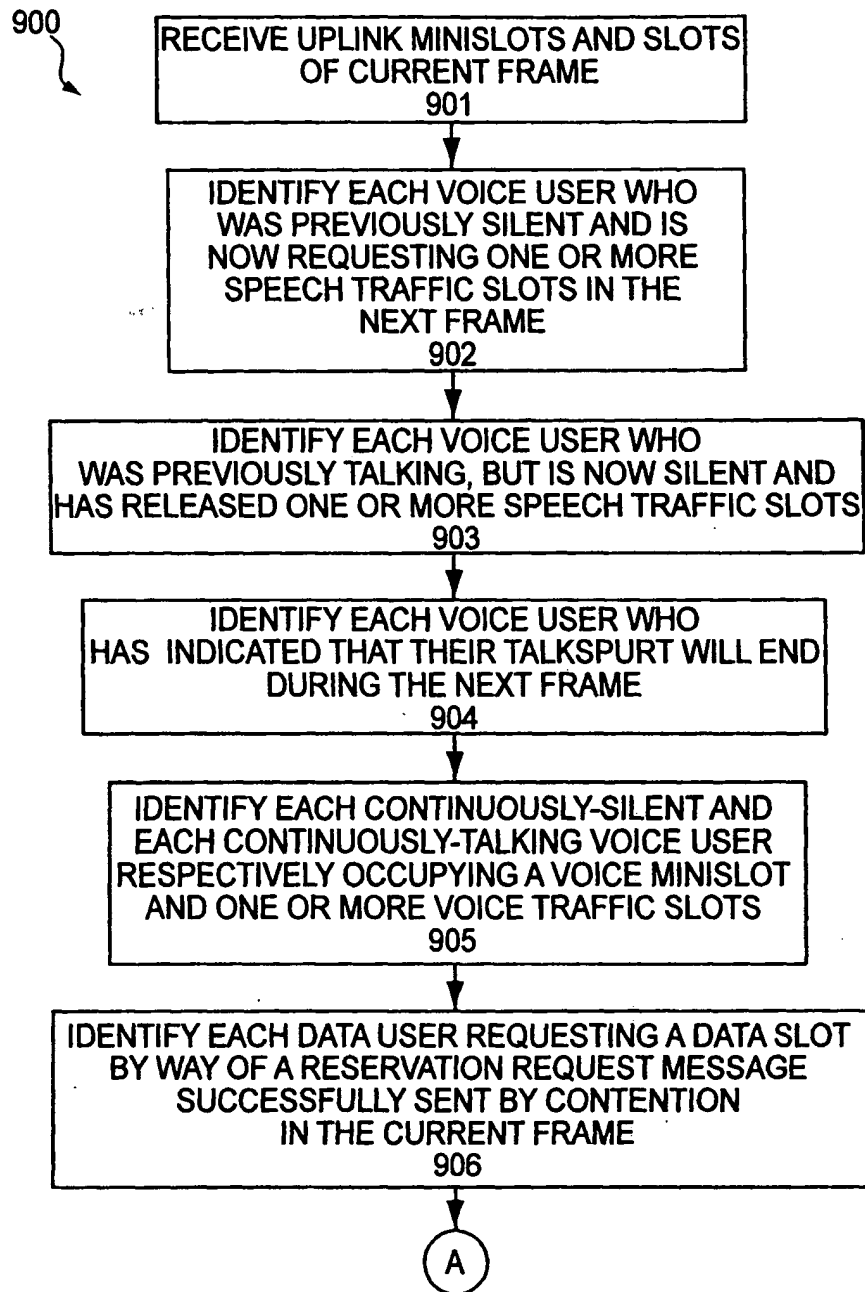 900
RECEIVE UPLINK MINISLOTS AND SLOTS
OF CURRENT FRAME
901
IDENTIFY EACH VOICE USER WHO
WAS PREVIOUSLY SILENT AND IS
NOW REQUESTING ONE OR MORE
SPEECH TRAFFIC SLOTS IN THE
NEXT FRAME
902
IDENTIFY EACH VOICE USER WHO
WAS PREVIOUSLY TALKING, BUT IS NOW SILENT AND
HAS RELEASED ONE OR MORE SPEECH TRAFFIC SLOTS
903
IDENTIFY EACH VOICE USER WHO
HAS INDICATED THAT THEIR TALKSPURT WILL END
DURING THE NEXT FRAME
904
IDENTIFY EACH CONTINUOUSLY-SILENT AND
EACH CONTINUOUSLY-TALKING VOICE USER
RESPECTIVELY OCCUPYING A VOICE MINISLOT
AND ONE OR MORE VOICE TRAFFIC SLOTS
905
IDENTIFY EACH DATA USER REQUESTING A DATA SLOT
BY WAY OF A RESERVATION REQUEST MESSAGE
SUCCESSFULLY SENT BY CONTENTION
IN THE CURRENT FRAME
906
A